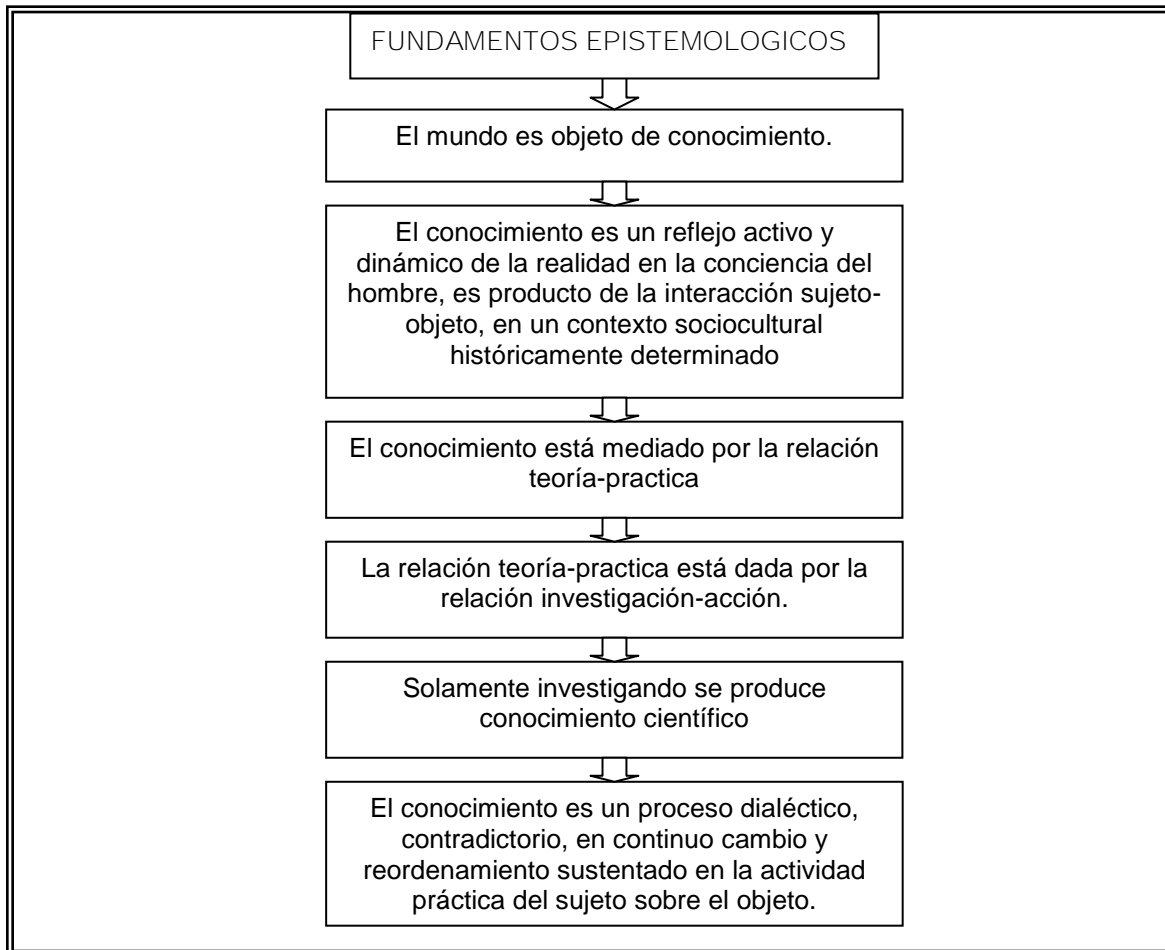 FUNDAMENTOS EPISTEMOLOGICOS
El mundo es objeto de conocimiento.
El conocimiento es un reflejo activo y
dinámico de la realidad en la conciencia del
hombre, es producto de la interacción sujeto-
objeto, en un contexto sociocultural
históricamente determinado
El conocimiento está mediado por la relación
teoría-practica
La relación teoría-practica está dada por la
relación investigación-acción.
Solamente investigando se produce
conocimiento científico
El conocimiento es un proceso dialéctico,
contradictorio, en continuo cambio y
reordenamiento sustentado en la actividad
práctica del sujeto sobre el objeto.